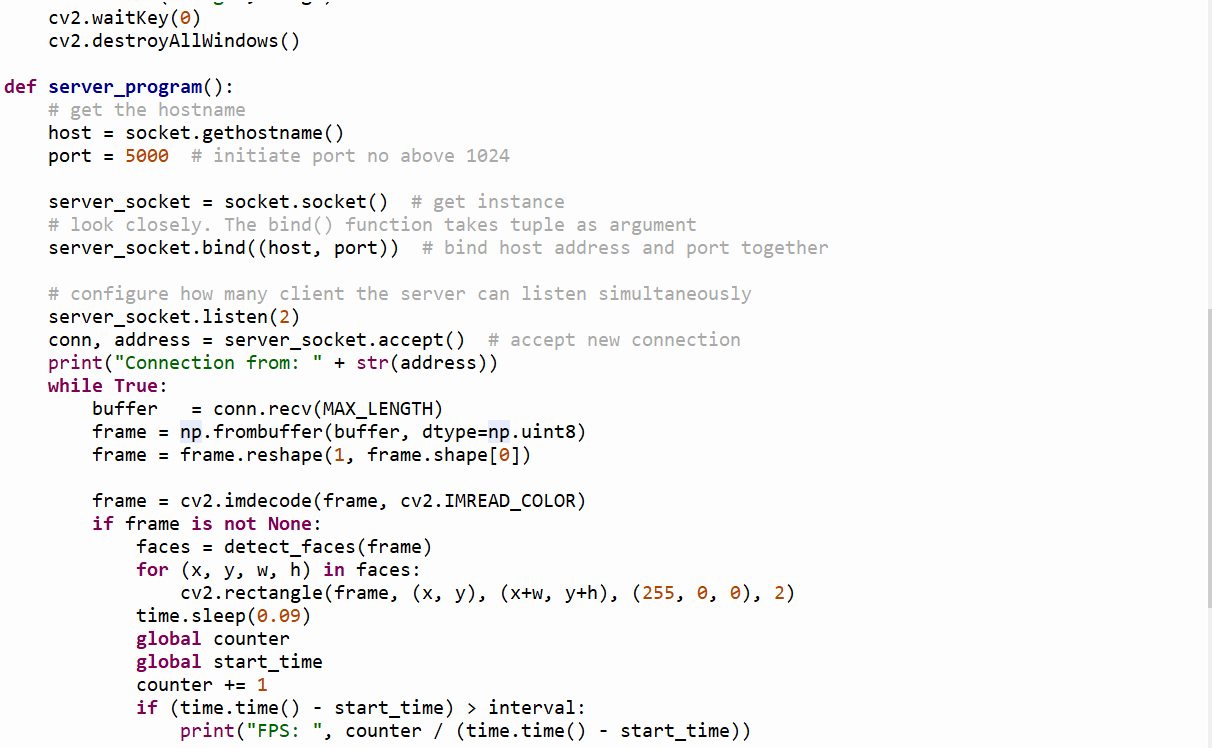 cv2.waitKey(0)
    cv2.destroyAllWindows()

def server_program():
    # get the hostname
    host = socket.gethostname()
    port = 5000  # initiate port no above 1024

    server_socket = socket.socket()  # get instance
    # look closely. The bind() function takes tuple as argument
    server_socket.bind((host, port))  # bind host address and port together

    # configure how many client the server can listen simultaneously
    server_socket.listen(2)
    conn, address = server_socket.accept()  # accept new connection
    print("Connection from: " + str(address))
    while True:
        buffer   = conn.recv(MAX_LENGTH)
        frame = np.frombuffer(buffer, dtype=np.uint8)
        frame = frame.reshape(1, frame.shape[0])

        frame = cv2.imdecode(frame, cv2.IMREAD_COLOR)
        if frame is not None:
            faces = detect_faces(frame)
            for (x, y, w, h) in faces:
                cv2.rectangle(frame, (x, y), (x+w, y+h), (255, 0, 0), 2)
            time.sleep(0.09)
            global counter
            global start_time
            counter += 1
            if (time.time() - start_time) > interval:
                print("FPS: ", counter / (time.time() - start_time))